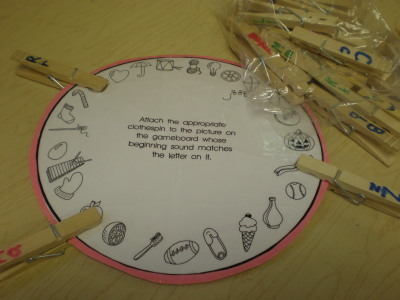 Attach the appropriate
clothespin to the picture on
the gameboard whose
beginning sound matches
the letter on it.